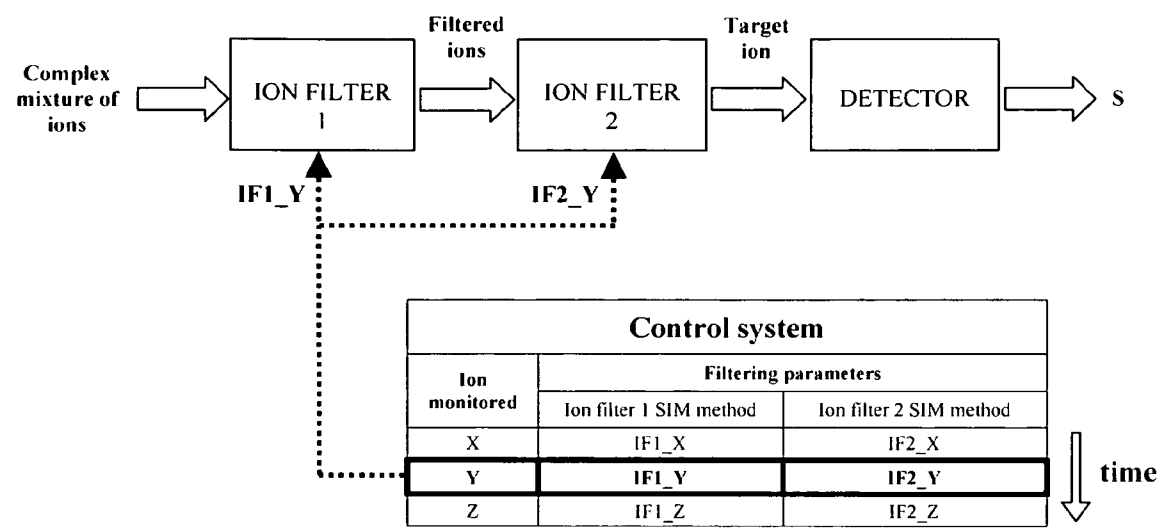 Complex
mixture of
ions
ION FILTER
1
Filtered
ions
ION FILTER
2
Target
ion
DETECTOR
S
IF1_Y
IF2_Y
Control system
Ion
monitored
Filtering parameters
Ion filter 1 SIM method
Ion filter 2 SIM method
X
IF1_X
IF2_X
Y
IF1_Y
IF2_Y
Z
IF1_Z
IF2_Z
time